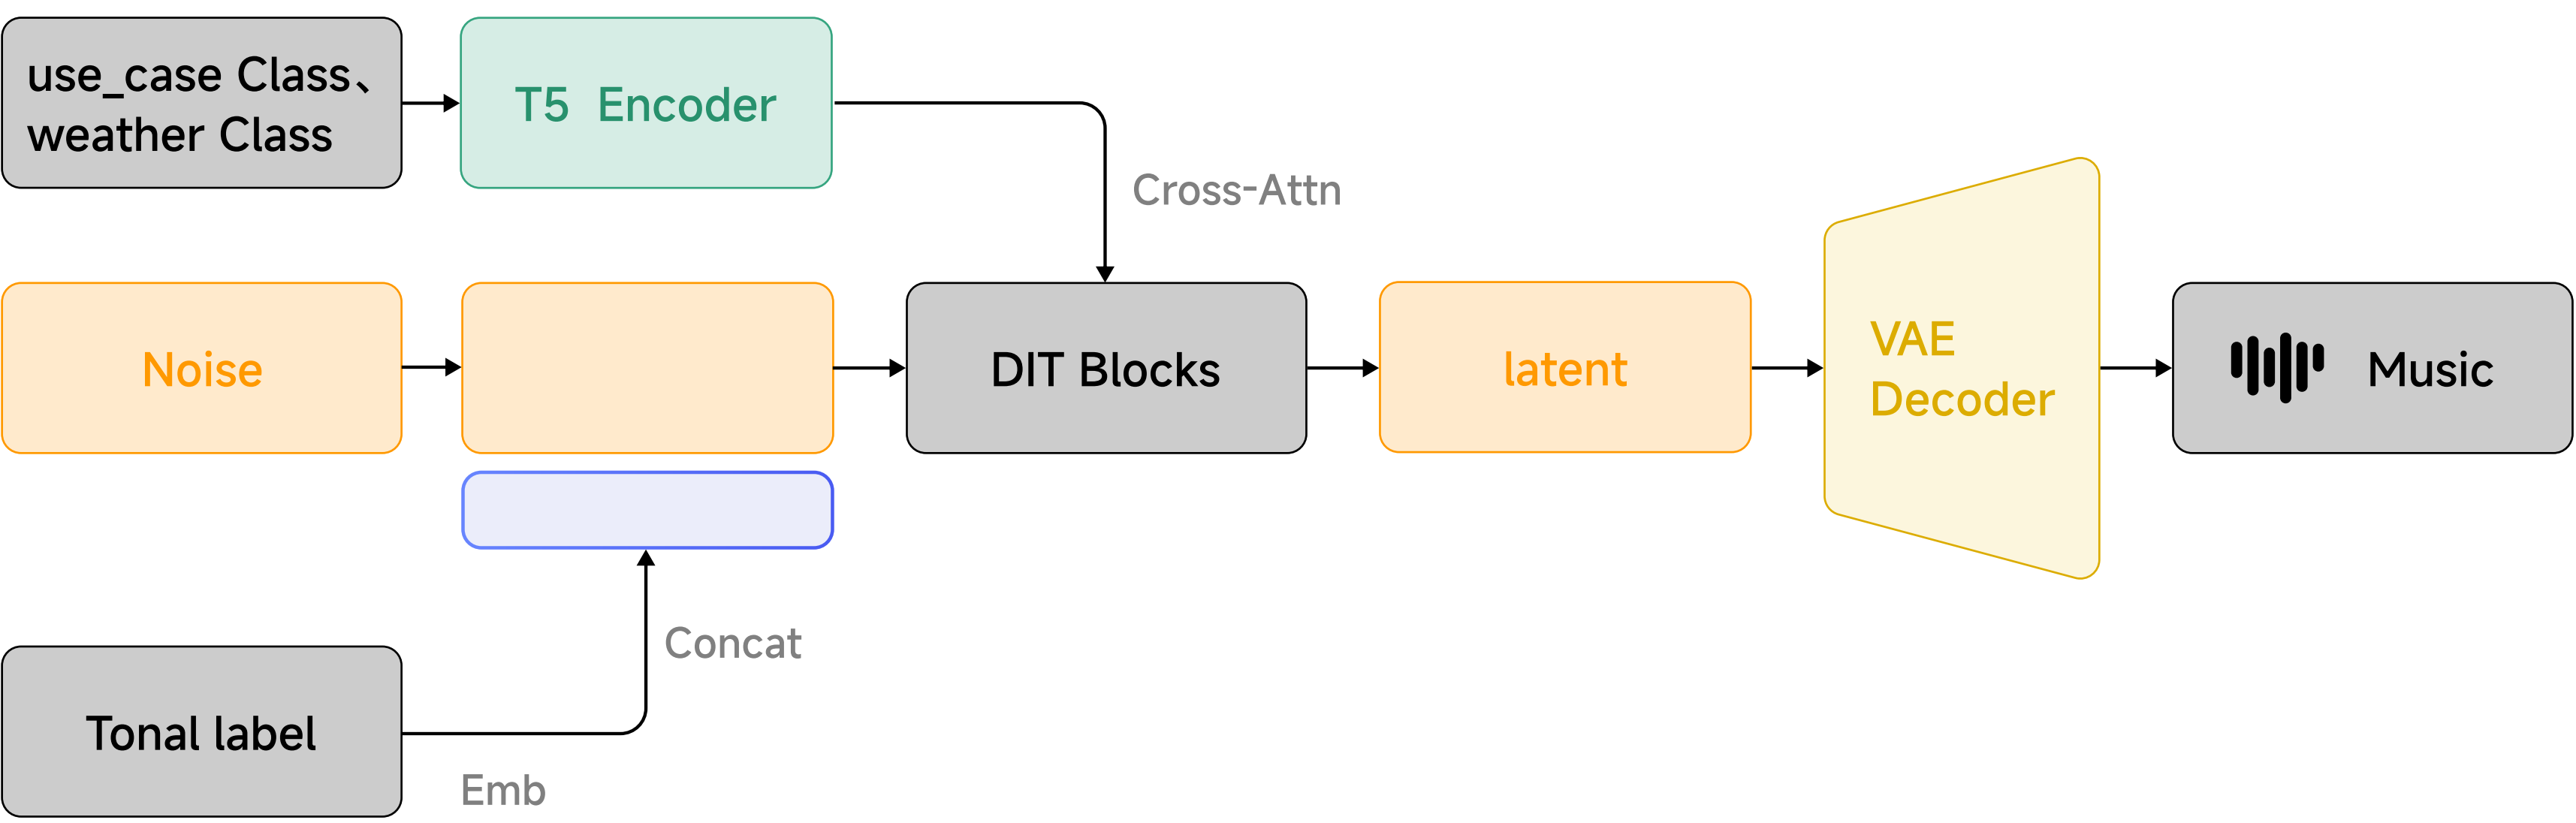 use_case Class、
weather Class
T5 Encoder
Cross-Attn
Noise
DIT Blocks
latent
VAE
Decoder
Music
Concat
Tonal label
Emb